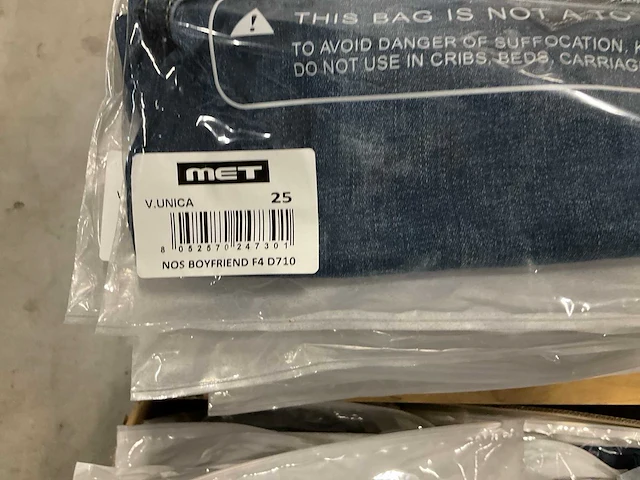 THIS BAG IS NOT A TO
TO AVOID DANGER OF SUFFOCATION, K
DO NOT USE IN CRIBS, BEDS, CARRIAG
MET
V.UNICA 25
8 052570 247301
NOS BOYFRIEND F4 D710